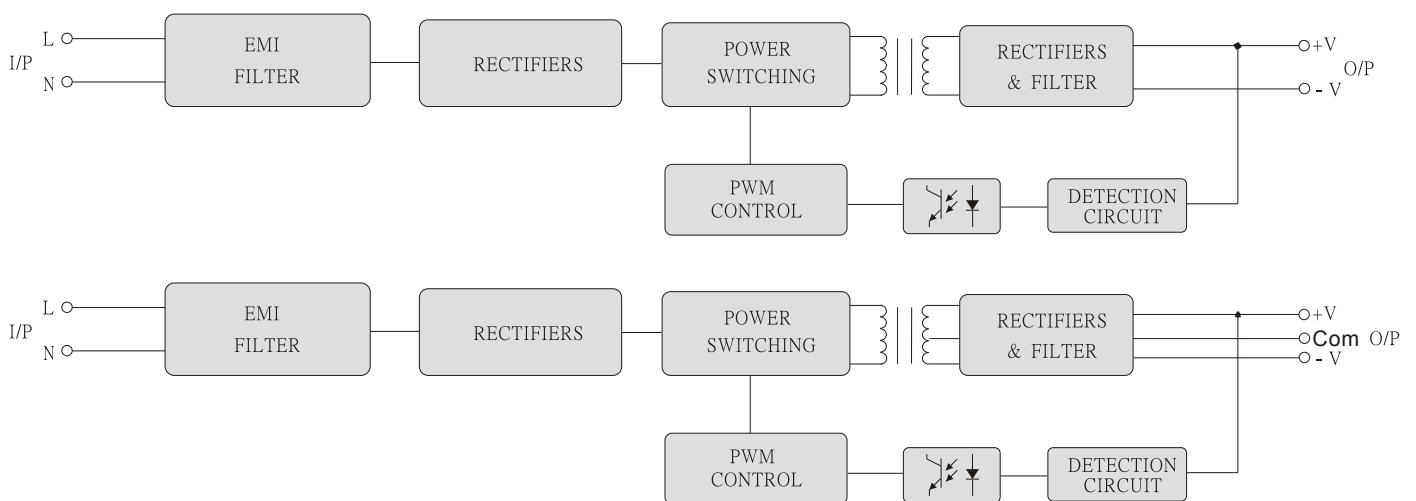 I/P
L
N
EMI
FILTER
RECTIFIERS
POWER
SWITCHING
RECTIFIERS
& FILTER
+V
- V
O/P
PWM
CONTROL
DETECTION
CIRCUIT
I/P
L
N
EMI
FILTER
RECTIFIERS
POWER
SWITCHING
RECTIFIERS
& FILTER
+V
Com O/P
- V
PWM
CONTROL
DETECTION
CIRCUIT